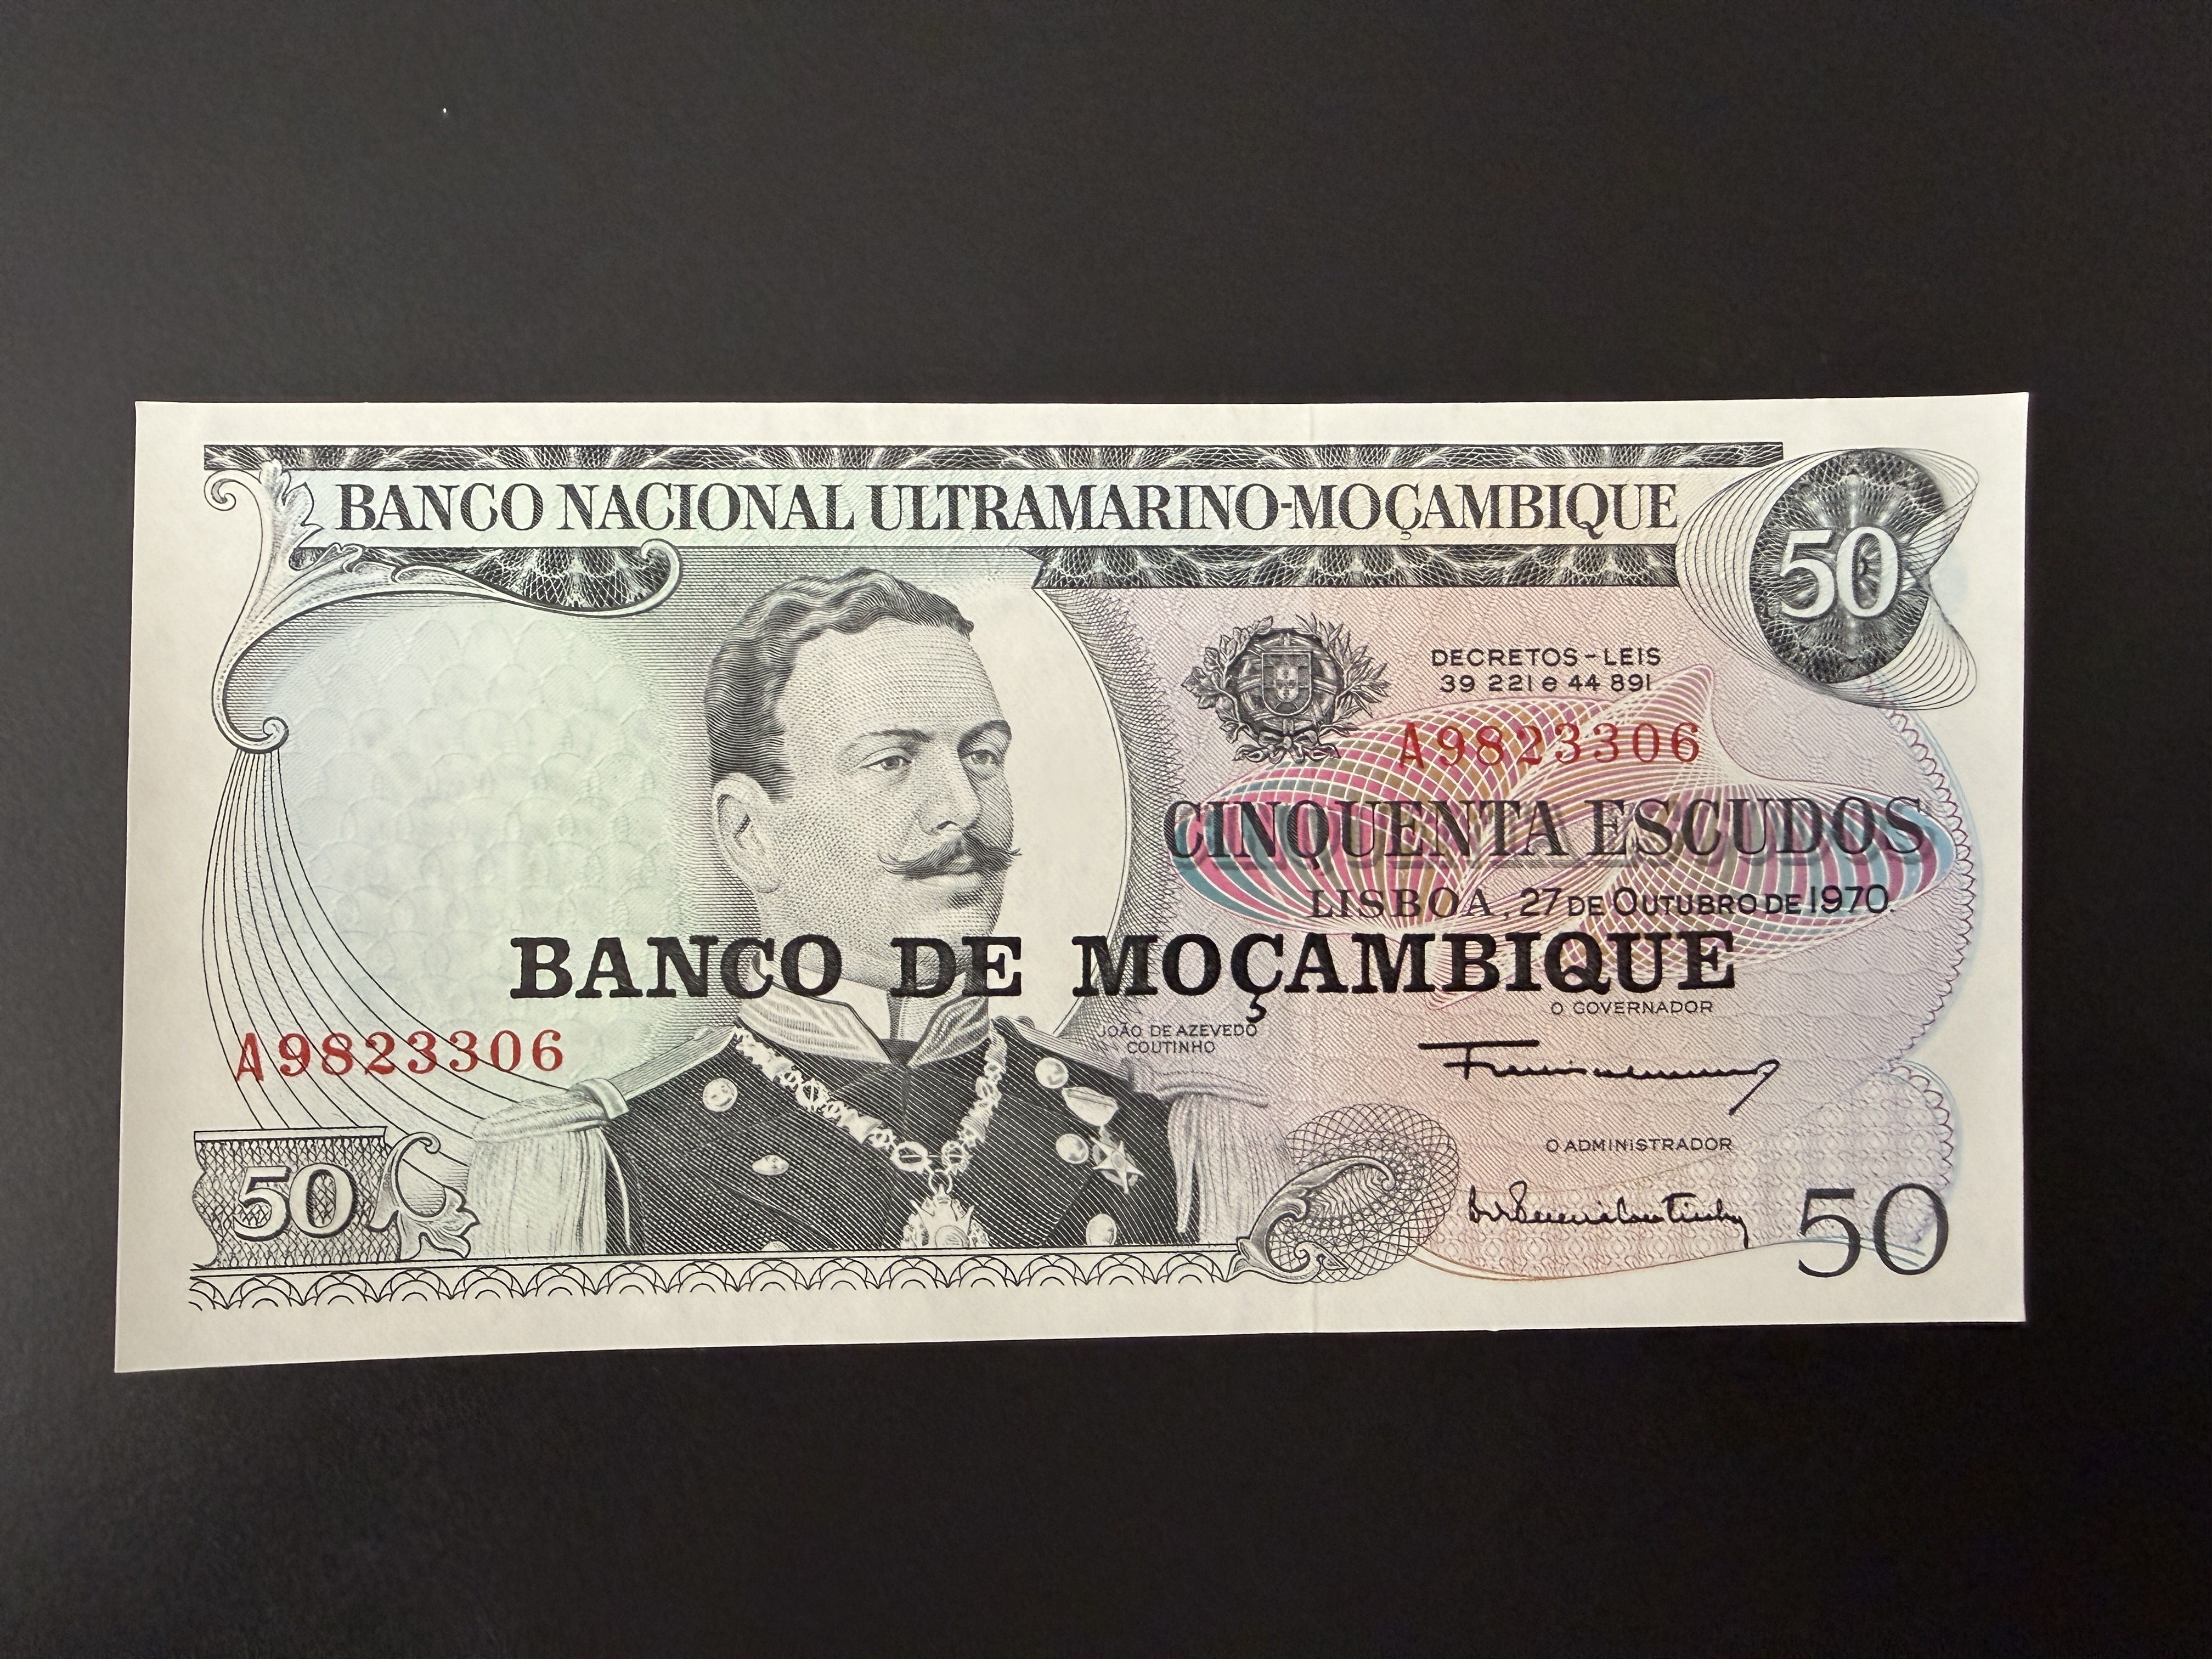 BANCO NACIONAL ULTRAMARINO-MOÇAMBIQUE
50
DECRETOS-LEIS
39 221 e 44 891
A9823306
CINQUENTA ESCUDOS
LISBOA, 27 DE OUTUBRO DE 1970.
BANCO DE MOÇAMBIQUE
O GOVERNADOR
JOÃO DE AZEVEDO
COUTINHO
A9823306
O ADMINISTRADOR
50
50